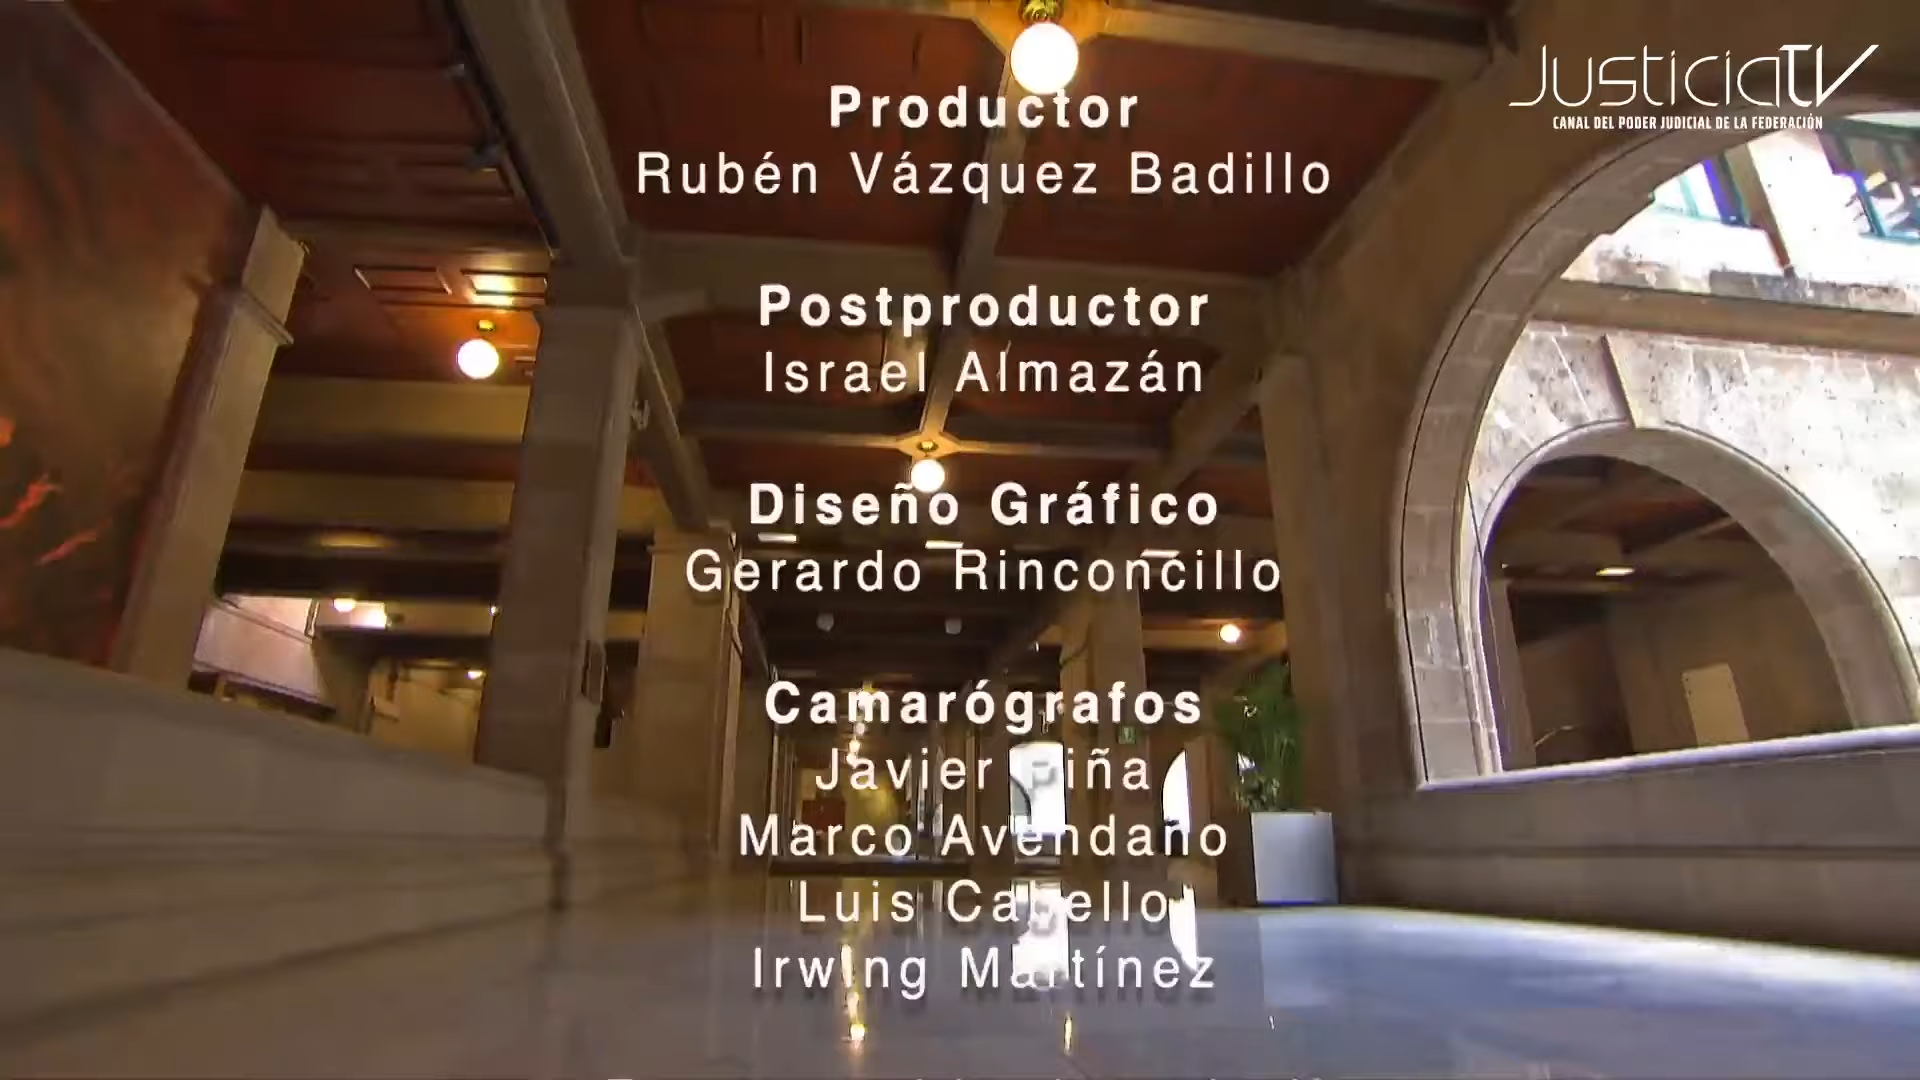 JusticiaTV
CANAL DEL PODER JUDICIAL DE LA FEDERACIÓN
Productor
Rubén Vázquez Badillo
Postproductor
Israel Almazán
Diseño Gráfico
Gerardo Rinconcillo
Camarógrafos
Javier Piña
Marco Avendaño
Luis Cabello
Irwing Martínez